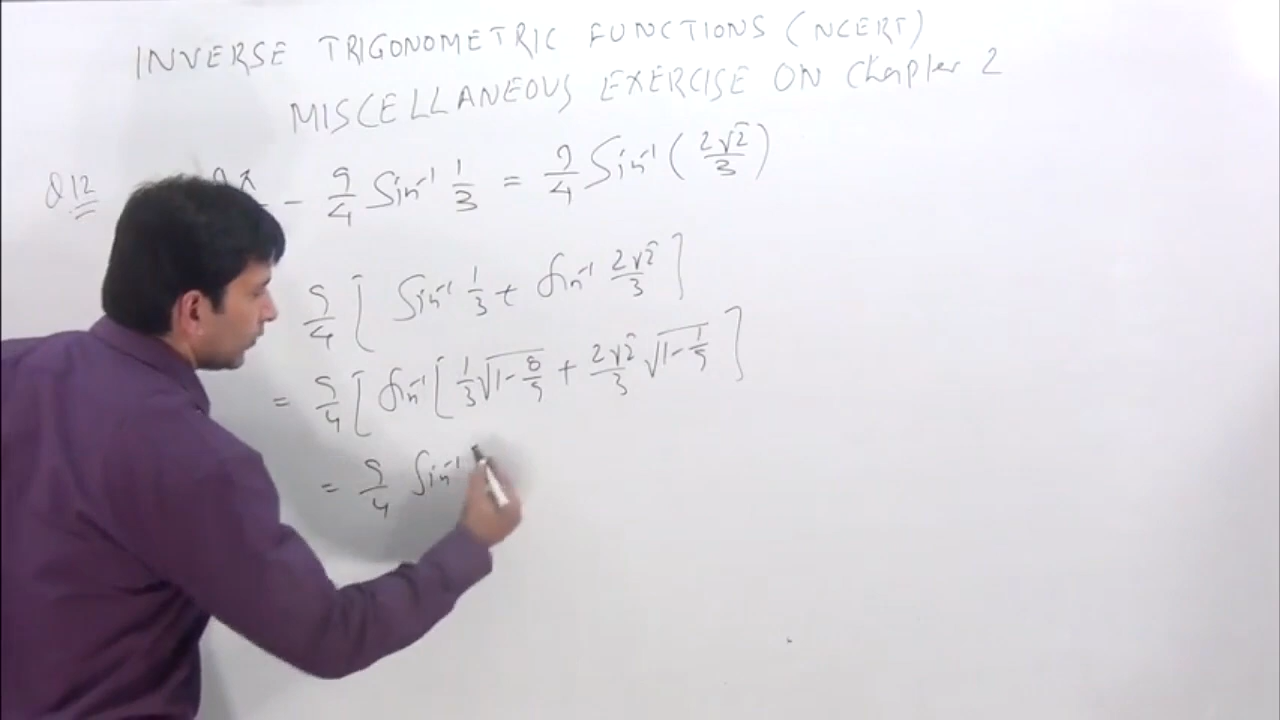 INVERSE TRIGONOMETRIC FUNCTIONS (NCERT)
MISCELLANEOUS EXERCISE ON Chapter 2
Q12 - 9/4 Sin⁻¹ 1/3 = 9/4 Sin⁻¹ (2√2/3)
9/4 [ Sin⁻¹ 1/3 + Sin⁻¹ 2√2/3 ]
= 9/4 [ Sin⁻¹ [ 1/3 √(1-8/9) + 2√2/3 √(1-1/9) ]
= 9/4 Sin⁻¹